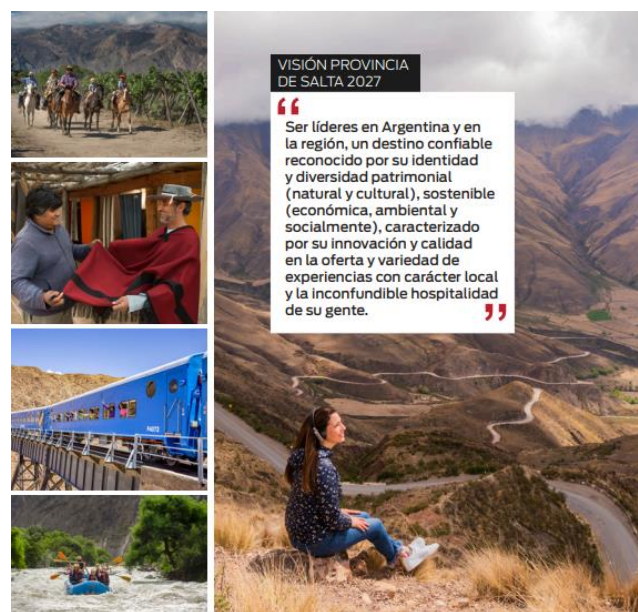 VISIÓN PROVINCIA
DE SALTA 2027
“
Ser líderes en Argentina y en
la región, un destino confiable
reconocido por su identidad
y diversidad patrimonial
(natural y cultural), sostenible
(económica, ambiental y
socialmente), caracterizado
por su innovación y calidad
en la oferta y variedad de
experiencias con carácter local
y la inconfundible hospitalidad
de su gente.
”